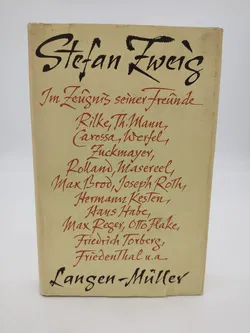 Stefan Zweig
Im Zeugnis seiner Freunde
Rilke, Th. Mann,
Carossa, Werfel,
Zuckmayer,
Rolland, Masereel,
Max Brod, Joseph Roth,
Hermann Kesten,
Hans Habe,
Max Reger, Otto Flake,
Friedrich Torberg,
Friedenthal u.a.
Langen-Müller